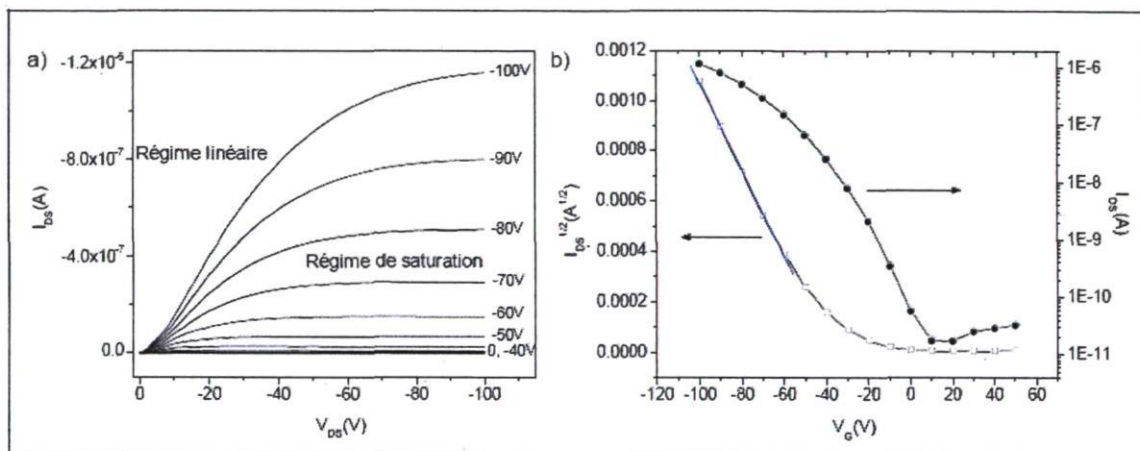 a)
-1.2x10⁻⁶
-8.0x10⁻⁷
-4.0x10⁻⁷
0.0
I_DS(A)
Régime linéaire
Régime de saturation
-100V
-90V
-80V
-70V
-60V
-50V
0, -40V
0 -20 -40 -60 -80 -100
V_DS(V)
b)
0.0012
0.0010
0.0008
0.0006
0.0004
0.0002
0.0000
I_DS^1/2(A^1/2)
1E-6
1E-7
1E-8
1E-9
1E-10
1E-11
I_DS(A)
-120 -100 -80 -60 -40 -20 0 20 40 60
V_G(V)